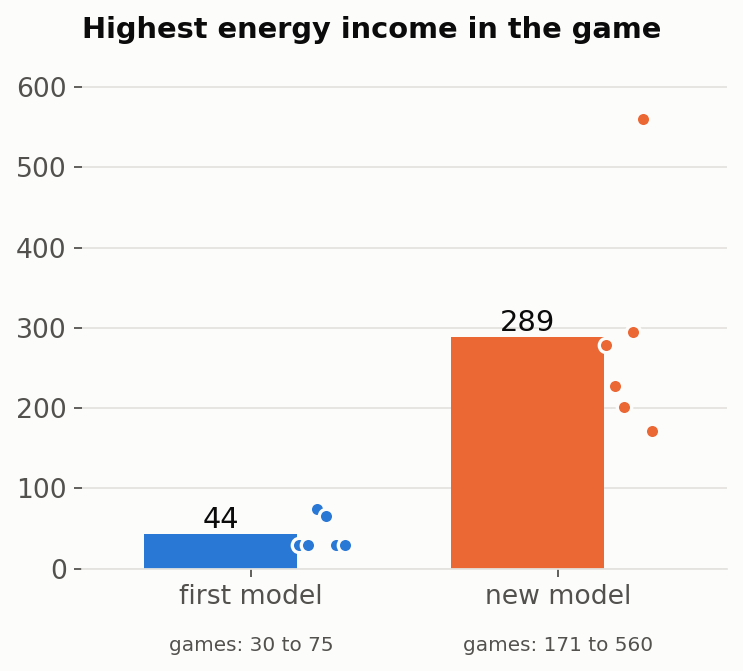 Highest energy income in the game
600
500
400
300
200
100
0
289
44
first model
new model
games: 30 to 75
games: 171 to 560